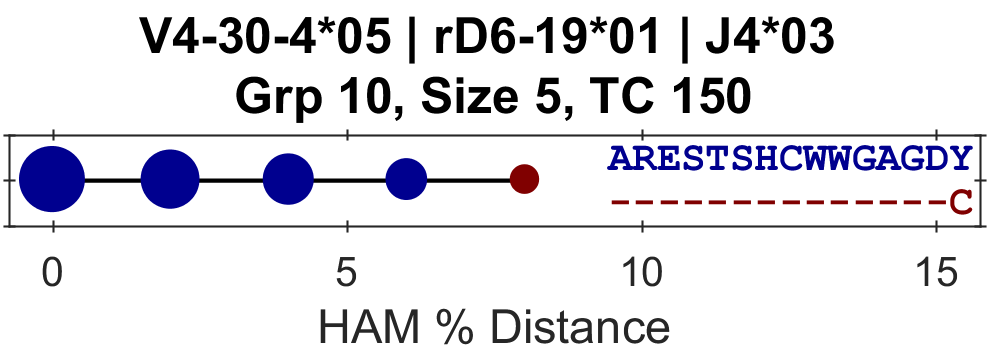 V4-30-4*05 | rD6-19*01 | J4*03
Grp 10, Size 5, TC 150
ARESTSHCWWGAGDY
--------------C
0 5 10 15
HAM % Distance